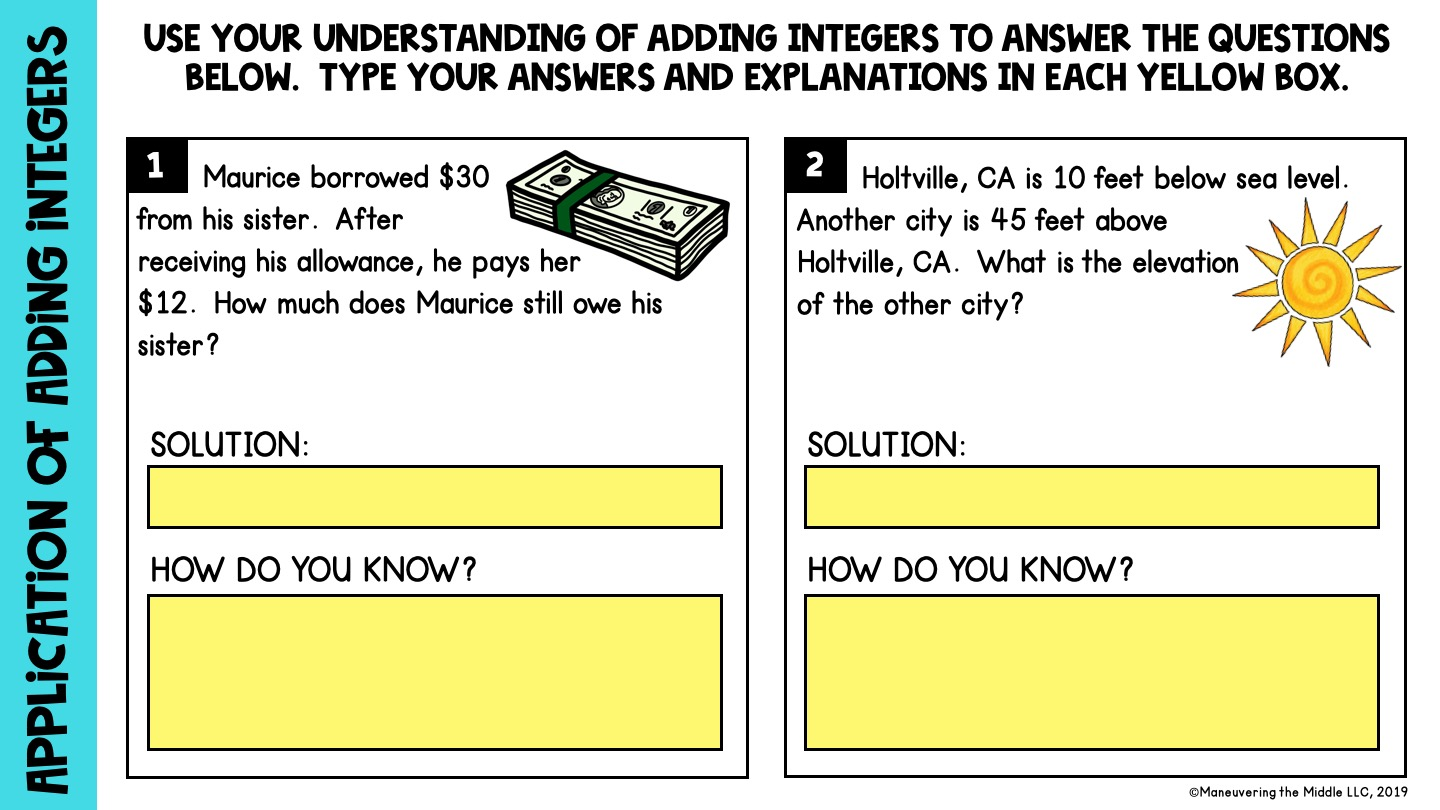 APPLICATION OF ADDING INTEGERS
USE YOUR UNDERSTANDING OF ADDING INTEGERS TO ANSWER THE QUESTIONS
BELOW. TYPE YOUR ANSWERS AND EXPLANATIONS IN EACH YELLOW BOX.
1
Maurice borrowed $30
from his sister. After
receiving his allowance, he pays her
$12. How much does Maurice still owe his
sister?
SOLUTION:
HOW DO YOU KNOW?
2
Holtville, CA is 10 feet below sea level.
Another city is 45 feet above
Holtville, CA. What is the elevation
of the other city?
SOLUTION:
HOW DO YOU KNOW?
©Maneuvering the Middle LLC, 2019